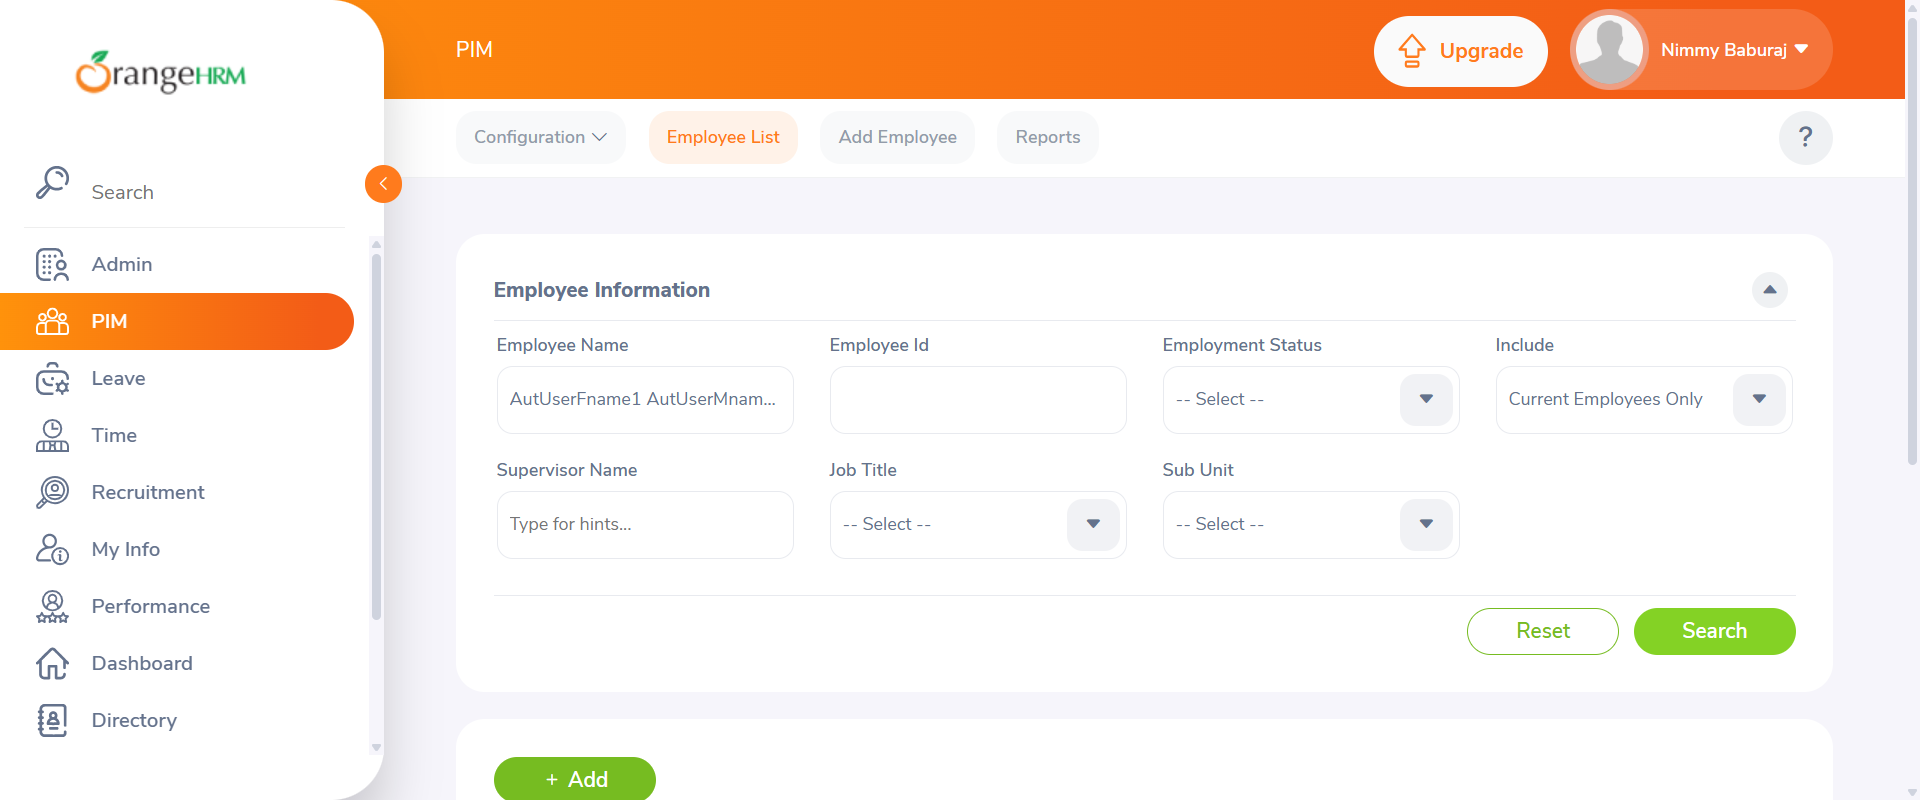 OrangeHRM
PIM
Upgrade
Nimmy Baburaj
Configuration
Employee List
Add Employee
Reports
?
Search
Admin
PIM
Leave
Time
Recruitment
My Info
Performance
Dashboard
Directory
Employee Information
Employee Name
Employee Id
Employment Status
Include
AutUserFname1 AutUserMnam...
-- Select --
Current Employees Only
Supervisor Name
Job Title
Sub Unit
Type for hints...
-- Select --
-- Select --
Reset
Search
+ Add